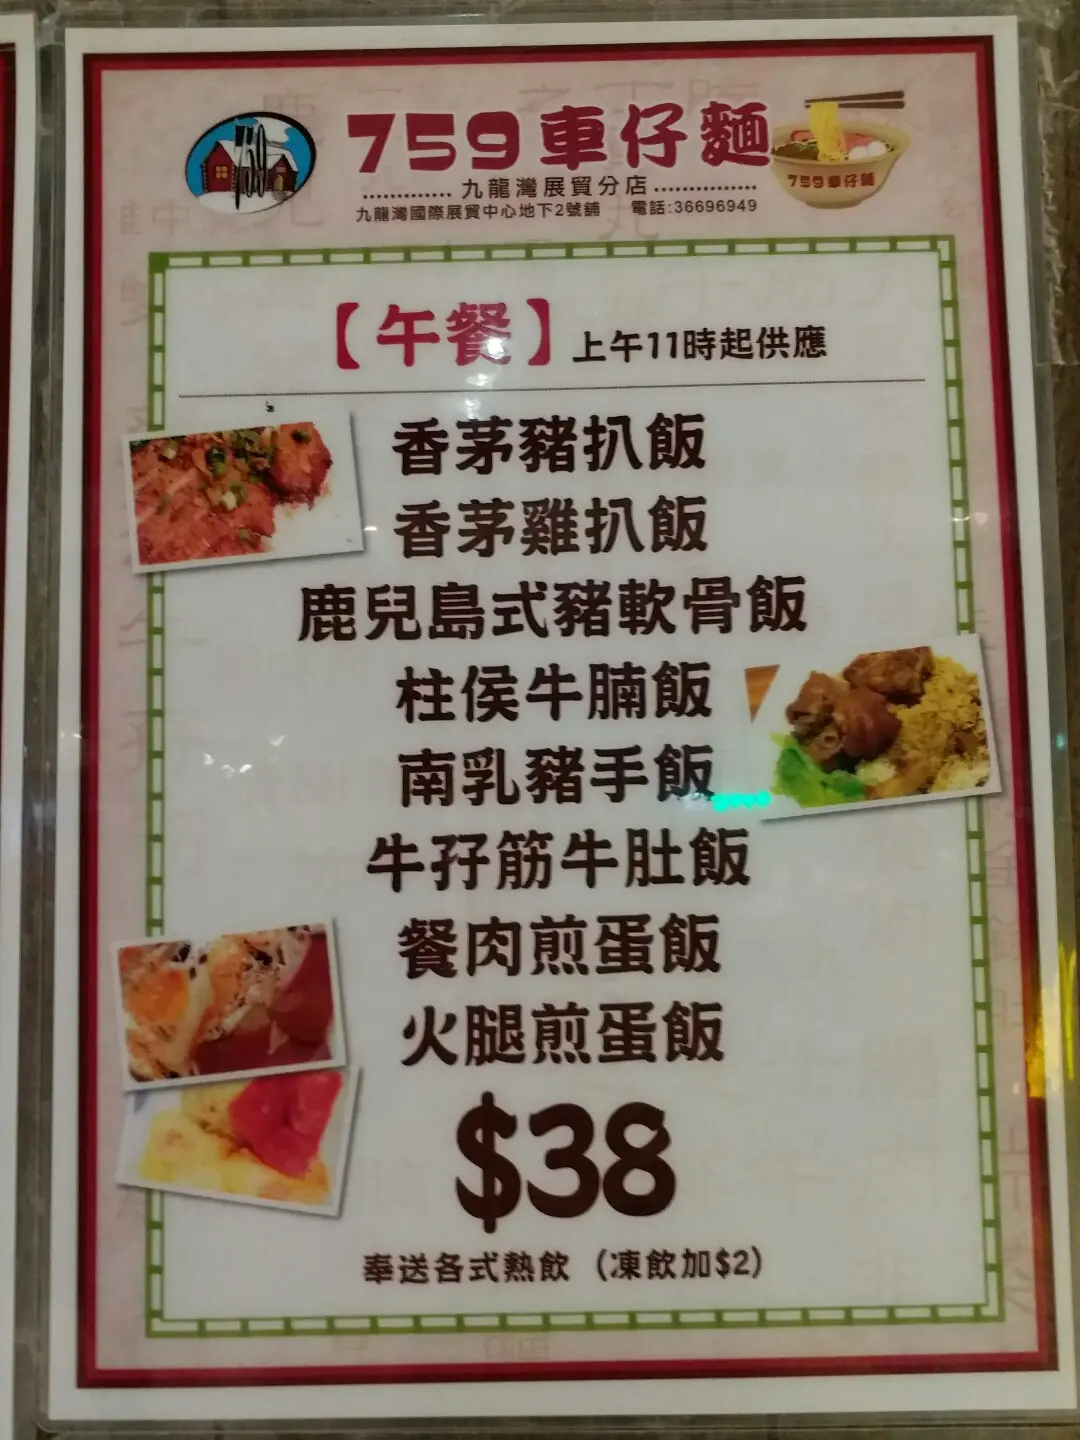 759
759車仔麵
九龍灣展貿分店
九龍灣國際展貿中心地下2號舖 電話:36696949
759車仔麵
【午餐】上午11時起供應
香茅豬扒飯
香茅雞扒飯
鹿兒島式豬軟骨飯
柱侯牛腩飯
南乳豬手飯
牛孖筋牛肚飯
餐肉煎蛋飯
火腿煎蛋飯
$38
奉送各式熱飲（凍飲加$2）